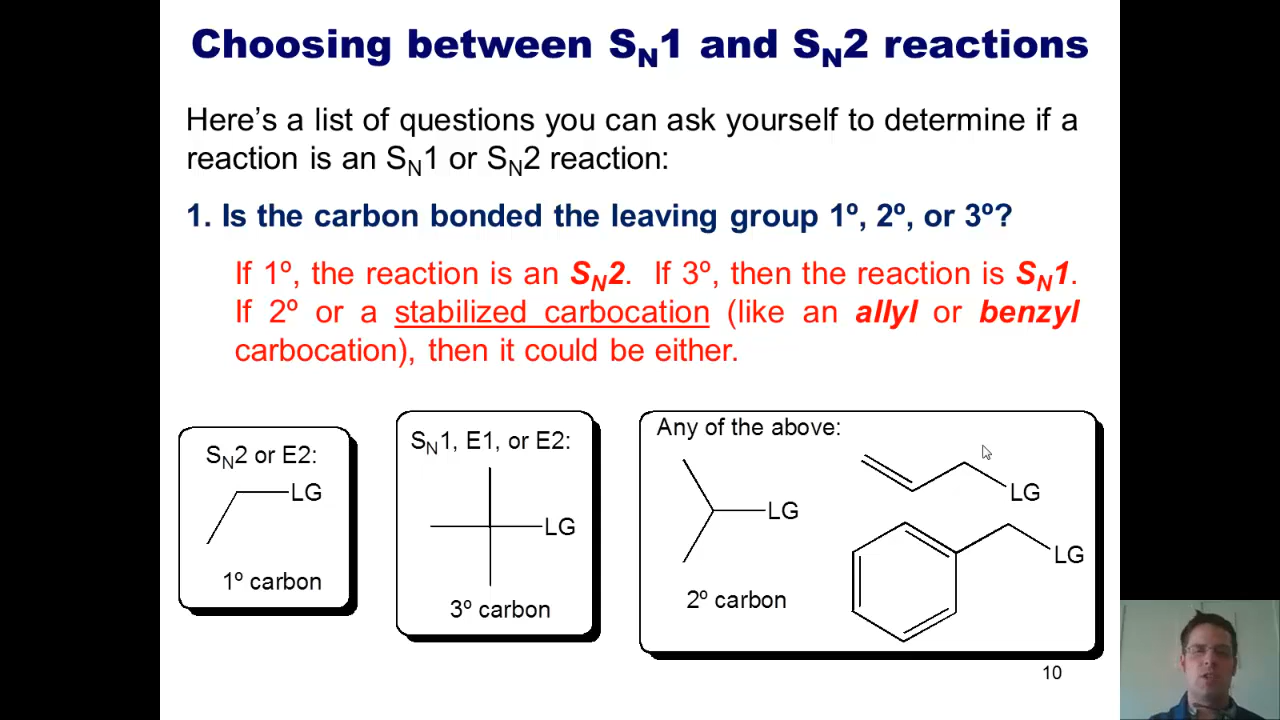 Choosing between SN1 and SN2 reactions
Here's a list of questions you can ask yourself to determine if a
reaction is an SN1 or SN2 reaction:
1. Is the carbon bonded the leaving group 1º, 2º, or 3º?
If 1º, the reaction is an SN2. If 3º, then the reaction is SN1.
If 2º or a stabilized carbocation (like an allyl or benzyl
carbocation), then it could be either.
SN2 or E2:
LG
1º carbon
SN1, E1, or E2:
LG
3º carbon
Any of the above:
LG
2º carbon
LG
LG
10